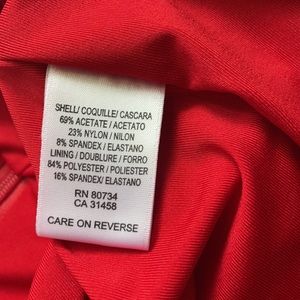 SHELL/ COQUILLE/ CASCARA
69% ACETATE / ACETATO
23% NYLON / NILON
8% SPANDEX / ELASTANO
LINING / DOUBLURE / FORRO
84% POLYESTER / POLIESTER
16% SPANDEX/ ELASTANO
RN 80734
CA 31458
CARE ON REVERSE